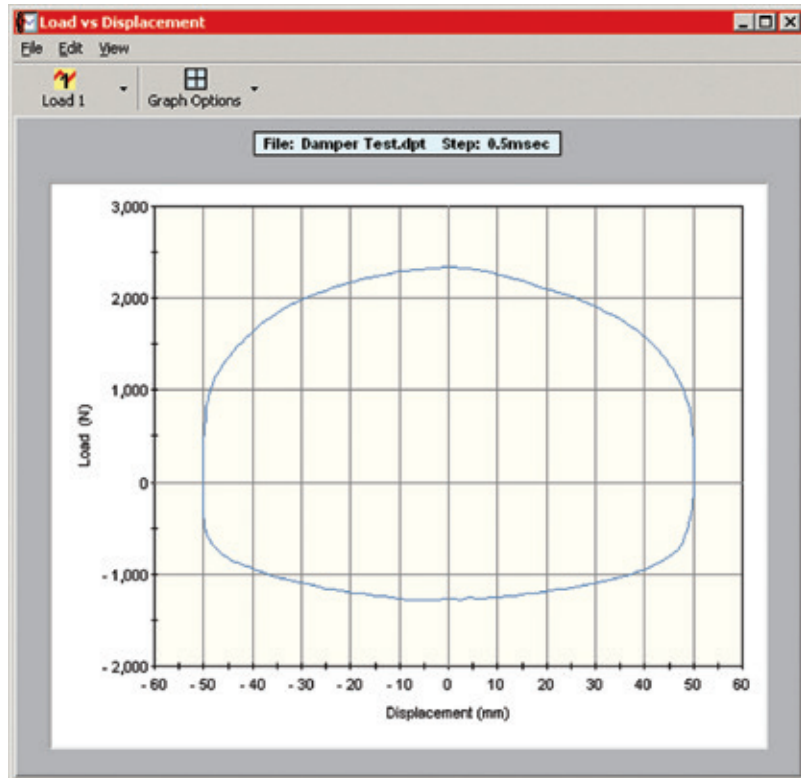 Load vs Displacement
File Edit View
Load 1 Graph Options
File: Damper Test.dpt Step: 0.5msec
3,000
2,000
1,000
0
- 1,000
- 2,000
Load (N)
- 60 - 50 - 40 - 30 - 20 - 10 0 10 20 30 40 50 60
Displacement (mm)